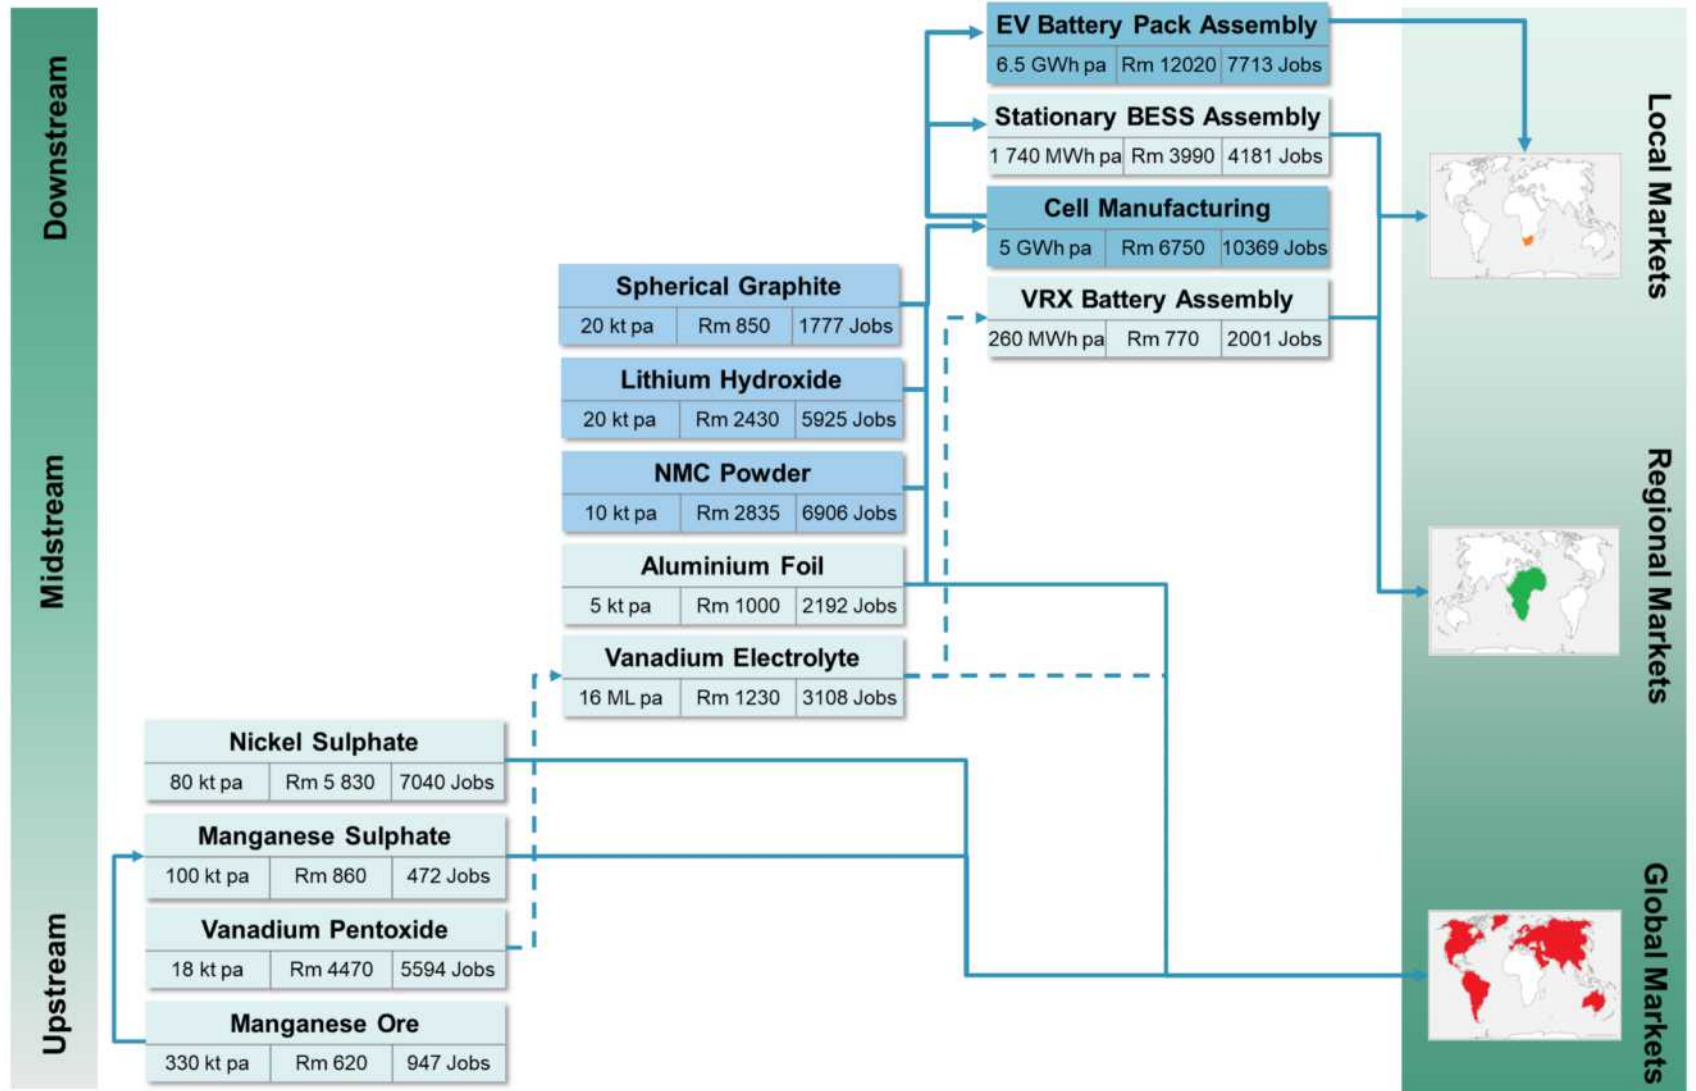 Downstream
Midstream
Upstream
EV Battery Pack Assembly
6.5 GWh pa Rm 12020 7713 Jobs
Stationary BESS Assembly
1 740 MWh pa Rm 3990 4181 Jobs
Cell Manufacturing
5 GWh pa Rm 6750 10369 Jobs
VRX Battery Assembly
260 MWh pa Rm 770 2001 Jobs
Spherical Graphite
20 kt pa Rm 850 1777 Jobs
Lithium Hydroxide
20 kt pa Rm 2430 5925 Jobs
NMC Powder
10 kt pa Rm 2835 6906 Jobs
Aluminium Foil
5 kt pa Rm 1000 2192 Jobs
Vanadium Electrolyte
16 ML pa Rm 1230 3108 Jobs
Nickel Sulphate
80 kt pa Rm 5 830 7040 Jobs
Manganese Sulphate
100 kt pa Rm 860 472 Jobs
Vanadium Pentoxide
18 kt pa Rm 4470 5594 Jobs
Manganese Ore
330 kt pa Rm 620 947 Jobs
Local Markets
Regional Markets
Global Markets